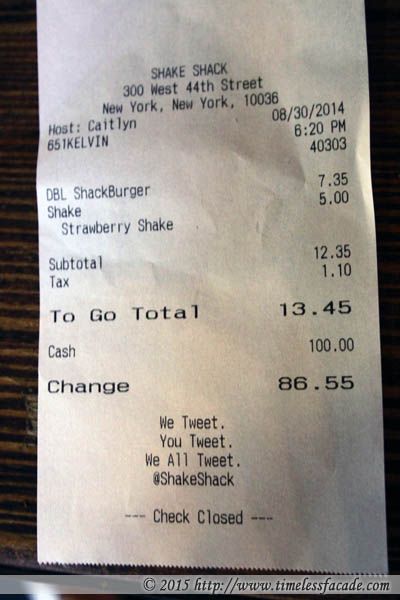 SHAKE SHACK
300 West 44th Street
New York, New York, 10036
Host: Caitlyn 08/30/2014
651KELVIN 6:20 PM
40303
DBL ShackBurger 7.35
Shake 5.00
Strawberry Shake
Subtotal 12.35
Tax 1.10
To Go Total 13.45
Cash 100.00
Change 86.55
We Tweet.
You Tweet.
We All Tweet.
@ShakeShack
--- Check Closed ---
© 2015 http://www.timelessfacade.com